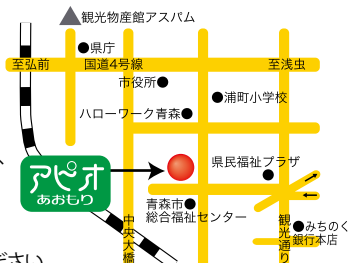 観光物産館アスパム
県庁
至弘前
国道4号線
至浅虫
市役所
浦町小学校
ハローワーク青森
県民福祉プラザ
アピオ
あおもり
青森市
総合福祉センター
中央大橋
観光通り
みちのく
銀行本店
ださい